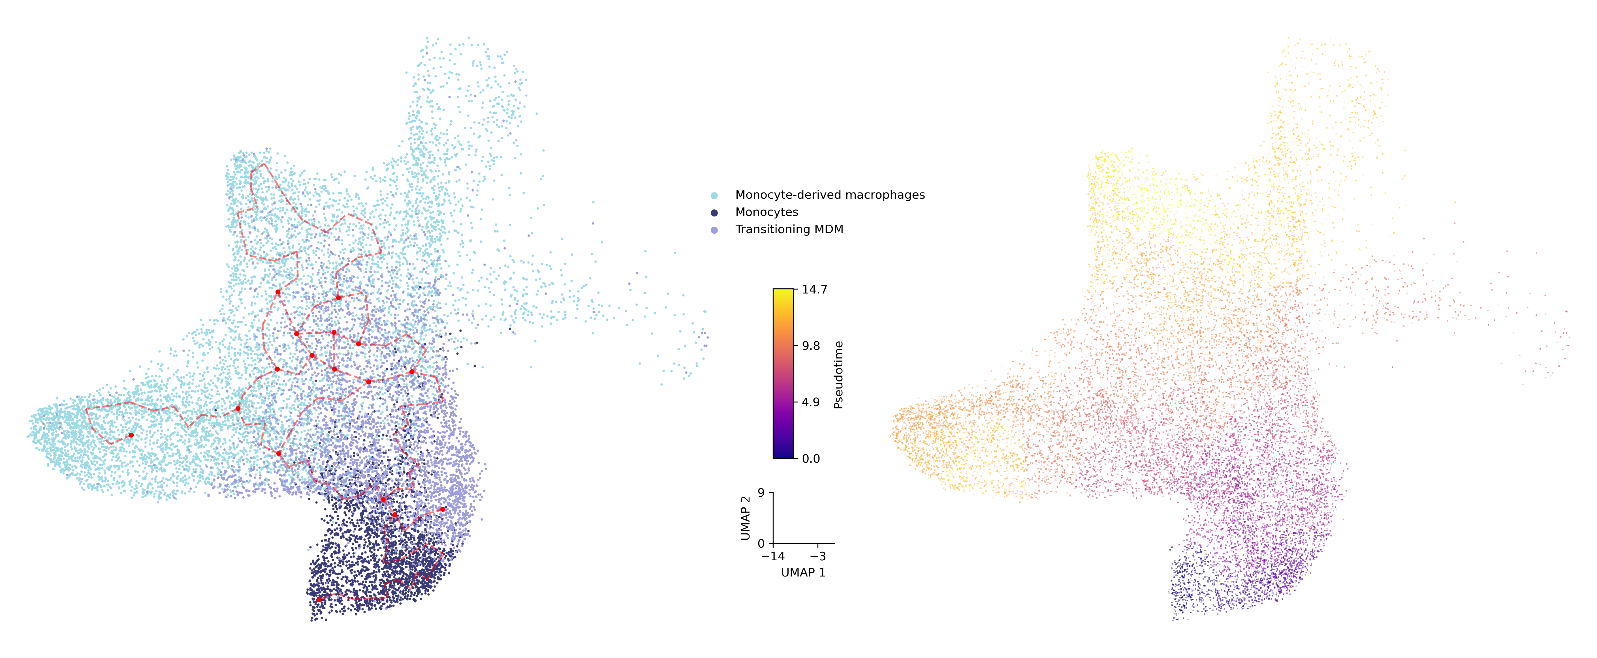 Monocyte-derived macrophages
Monocytes
Transitioning MDM
14.7
9.8
4.9
0.0
Pseudotime
9
0
UMAP 2
−14 −3
UMAP 1